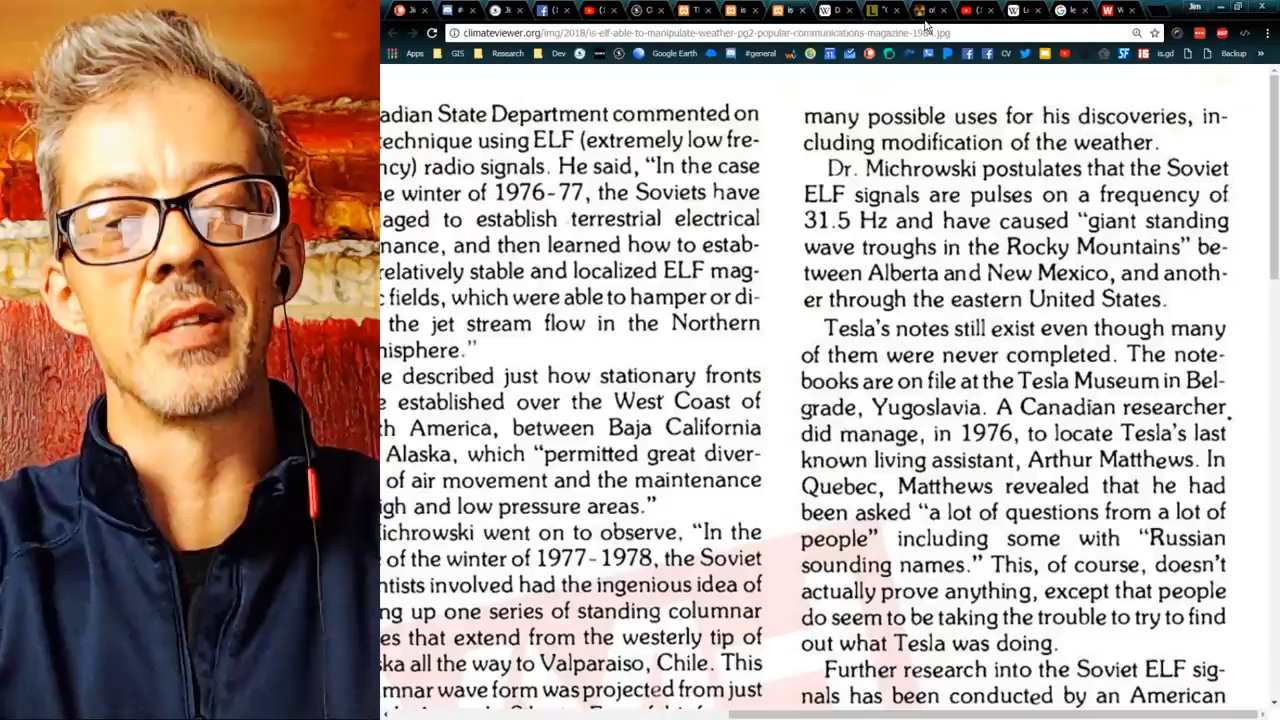 Jim
climateviewer.org/img/2018/is-elf-able-to-manipulate-weather-pg2-popular-communications-magazine-1984.jpg
Apps GIS Research Dev Google Earth #general CV is.gd Backup
adian State Department commented on
technique using ELF (extremely low fre-
ncy) radio signals. He said, “In the case
e winter of 1976-77, the Soviets have
aged to establish terrestrial electrical
nance, and then learned how to estab-
relatively stable and localized ELF mag-
c fields, which were able to hamper or di-
the jet stream flow in the Northern
nisphere.”
e described just how stationary fronts
e established over the West Coast of
h America, between Baja California
Alaska, which “permitted great diver-
of air movement and the maintenance
igh and low pressure areas.”
ichrowski went on to observe, “In the
e of the winter of 1977-1978, the Soviet
ntists involved had the ingenious idea of
ng up one series of standing columnar
es that extend from the westerly tip of
ska all the way to Valparaiso, Chile. This
mnar wave form was projected from just
many possible uses for his discoveries, in-
cluding modification of the weather.
Dr. Michrowski postulates that the Soviet
ELF signals are pulses on a frequency of
31.5 Hz and have caused “giant standing
wave troughs in the Rocky Mountains” be-
tween Alberta and New Mexico, and anoth-
er through the eastern United States.
Tesla’s notes still exist even though many
of them were never completed. The note-
books are on file at the Tesla Museum in Bel-
grade, Yugoslavia. A Canadian researcher
did manage, in 1976, to locate Tesla’s last
known living assistant, Arthur Matthews. In
Quebec, Matthews revealed that he had
been asked “a lot of questions from a lot of
people” including some with “Russian
sounding names.” This, of course, doesn’t
actually prove anything, except that people
do seem to be taking the trouble to try to find
out what Tesla was doing.
Further research into the Soviet ELF sig-
nals has been conducted by an American